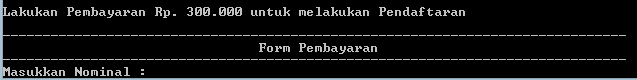 Lakukan Pembayaran Rp. 300.000 untuk melakukan Pendaftaran
Form Pembayaran
Masukkan Nominal :